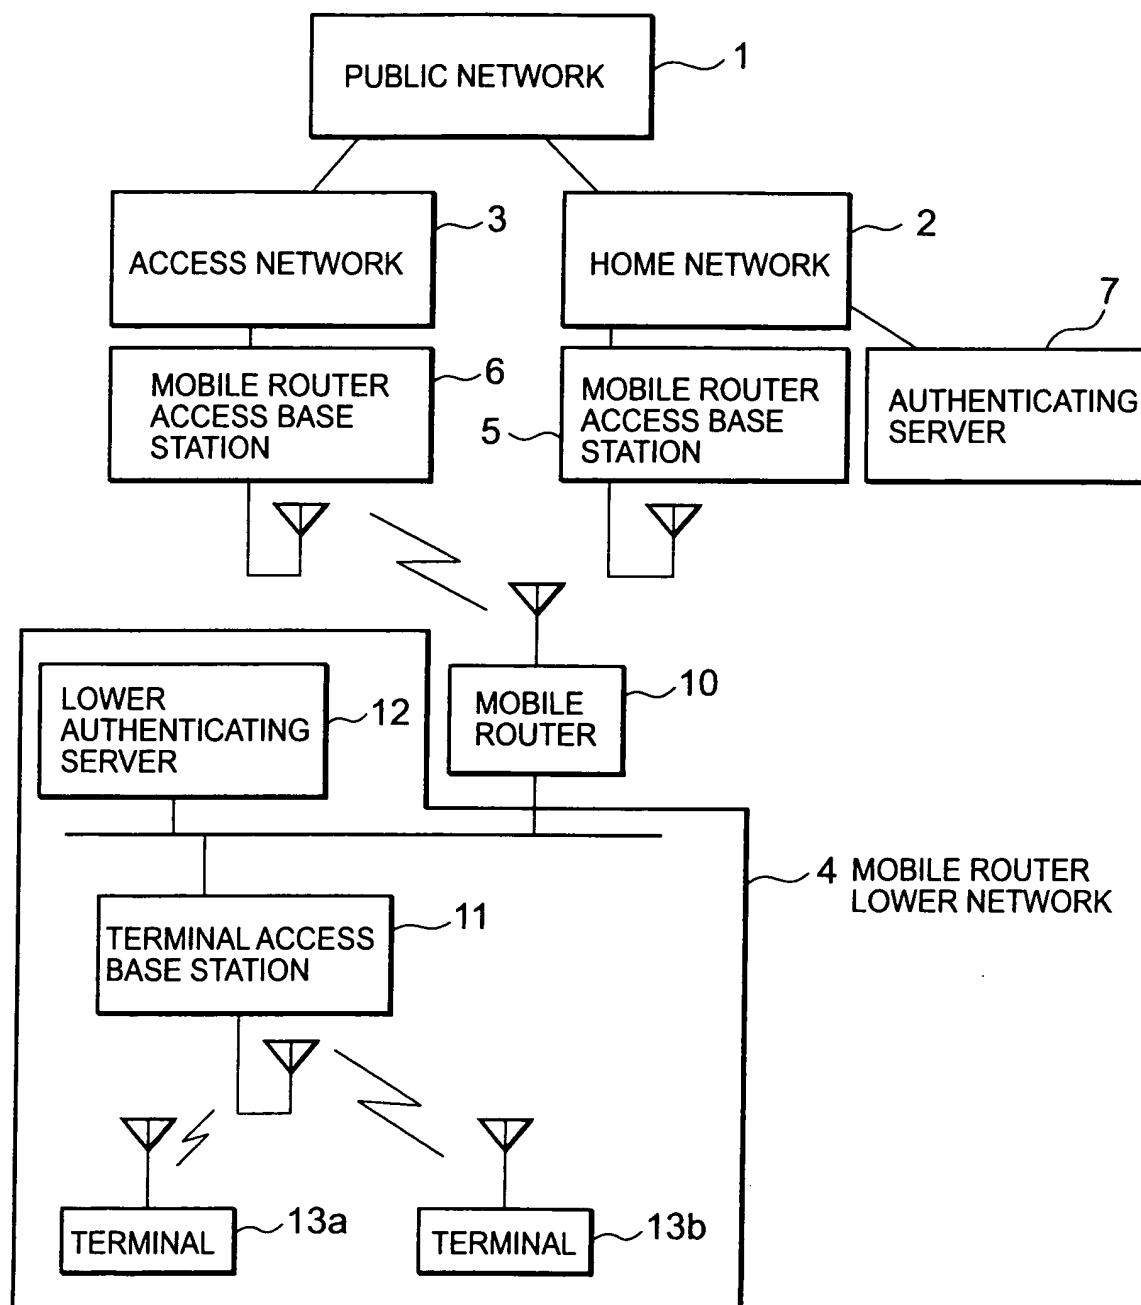 PUBLIC NETWORK
1
ACCESS NETWORK
3
HOME NETWORK
2
7
MOBILE ROUTER
ACCESS BASE
STATION
6
5
MOBILE ROUTER
ACCESS BASE
STATION
AUTHENTICATING
SERVER
LOWER
AUTHENTICATING
SERVER
12
MOBILE
ROUTER
10
4 MOBILE ROUTER
LOWER NETWORK
TERMINAL ACCESS
BASE STATION
11
TERMINAL
13a
TERMINAL
13b